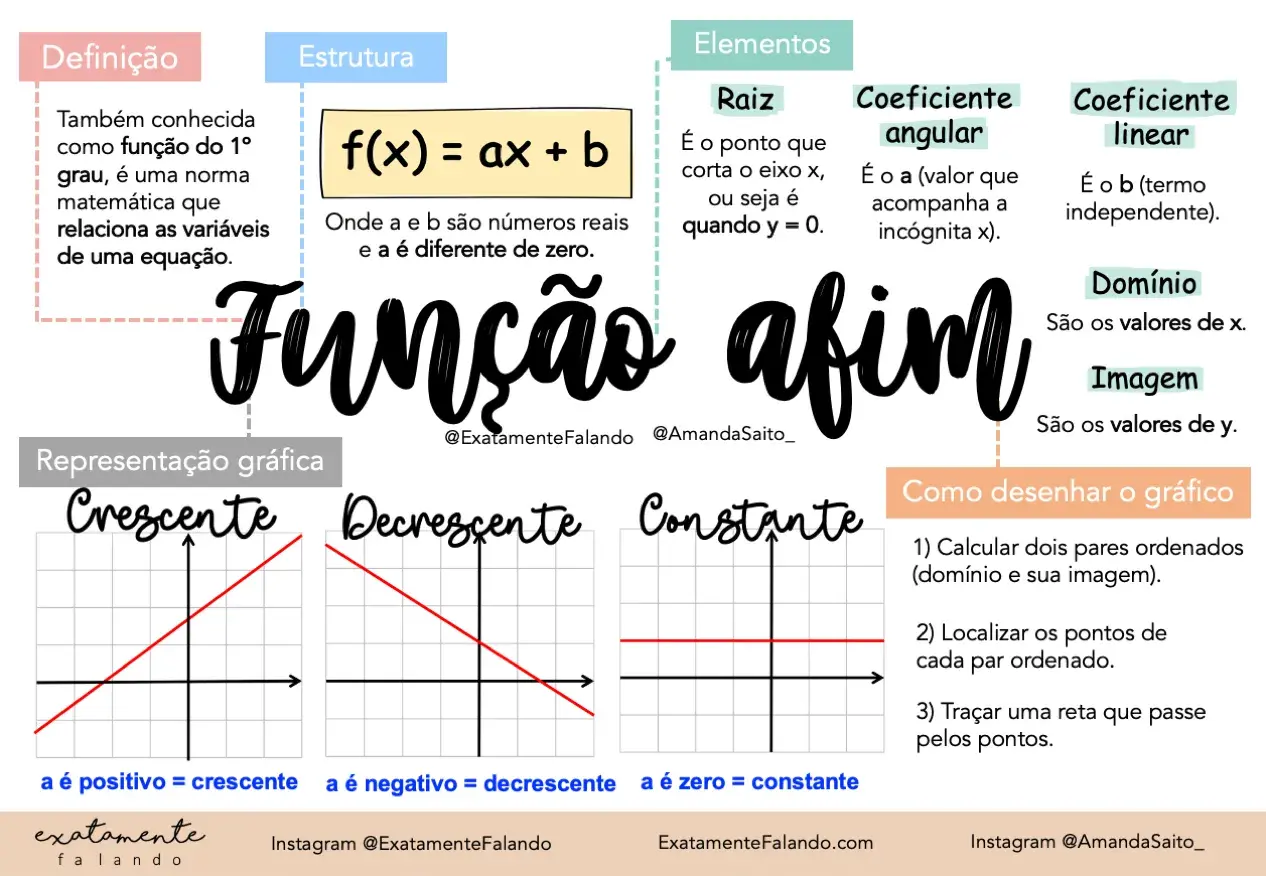 Definição
Também conhecida
como função do 1º
grau, é uma norma
matemática que
relaciona as variáveis
de uma equação.
Estrutura
f(x) = ax + b
Onde a e b são números reais
e a é diferente de zero.
Elementos
Raiz
É o ponto que
corta o eixo x,
ou seja é
quando y = 0.
Coeficiente
angular
É o a (valor que
acompanha a
incógnita x).
Coeficiente
linear
É o b (termo
independente).
Domínio
São os valores de x.
Imagem
São os valores de y.
Função afim
@ExatamenteFalando
@AmandaSaito_
Representação gráfica
Crescente
a é positivo = crescente
Decrescente
a é negativo = decrescente
Constante
a é zero = constante
Como desenhar o gráfico
1) Calcular dois pares ordenados
(domínio e sua imagem).
2) Localizar os pontos de
cada par ordenado.
3) Traçar uma reta que passe
pelos pontos.
exatamente
falando
Instagram @ExatamenteFalando
ExatamenteFalando.com
Instagram @AmandaSaito_